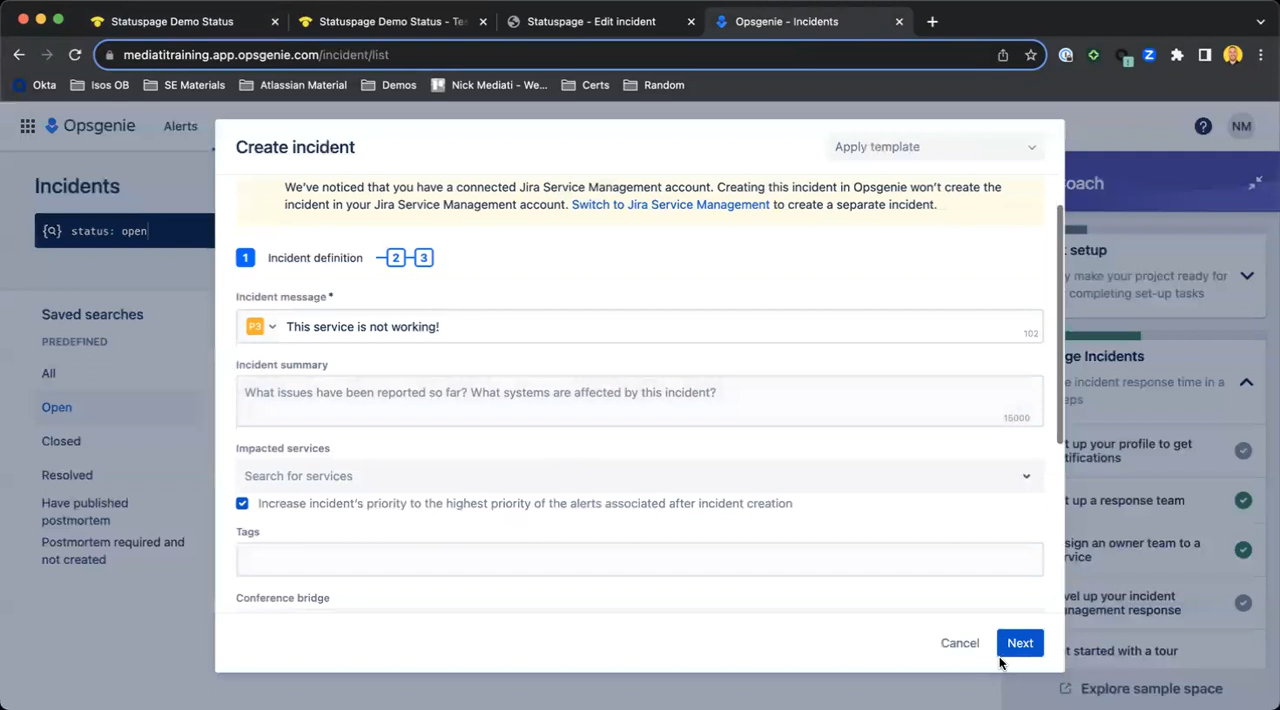 Statuspage Demo Status
Statuspage Demo Status - Tes
Statuspage - Edit incident
Opsgenie - Incidents
mediatitraining.app.opsgenie.com/incident/list
Okta
Isos OB
SE Materials
Atlassian Material
Demos
Nick Mediati - We...
Certs
Random
Opsgenie
Alerts
NM
Incidents
status: open
Saved searches
PREDEFINED
All
Open
Closed
Resolved
Have published
postmortem
Postmortem required and
not created
Create incident
Apply template
We've noticed that you have a connected Jira Service Management account. Creating this incident in Opsgenie won't create the
incident in your Jira Service Management account. Switch to Jira Service Management to create a separate incident.
1 Incident definition 2 3
Incident message *
P3 This service is not working!
102
Incident summary
What issues have been reported so far? What systems are affected by this incident?
15000
Impacted services
Search for services
Increase incident's priority to the highest priority of the alerts associated after incident creation
Tags
Conference bridge
Cancel
Next
oach
t setup
y make your project ready for
completing set-up tasks
ge Incidents
e incident response time in a
eps
t up your profile to get
tifications
t up a response team
sign an owner team to a
rvice
vel up your incident
anagement response
t started with a tour
Explore sample space